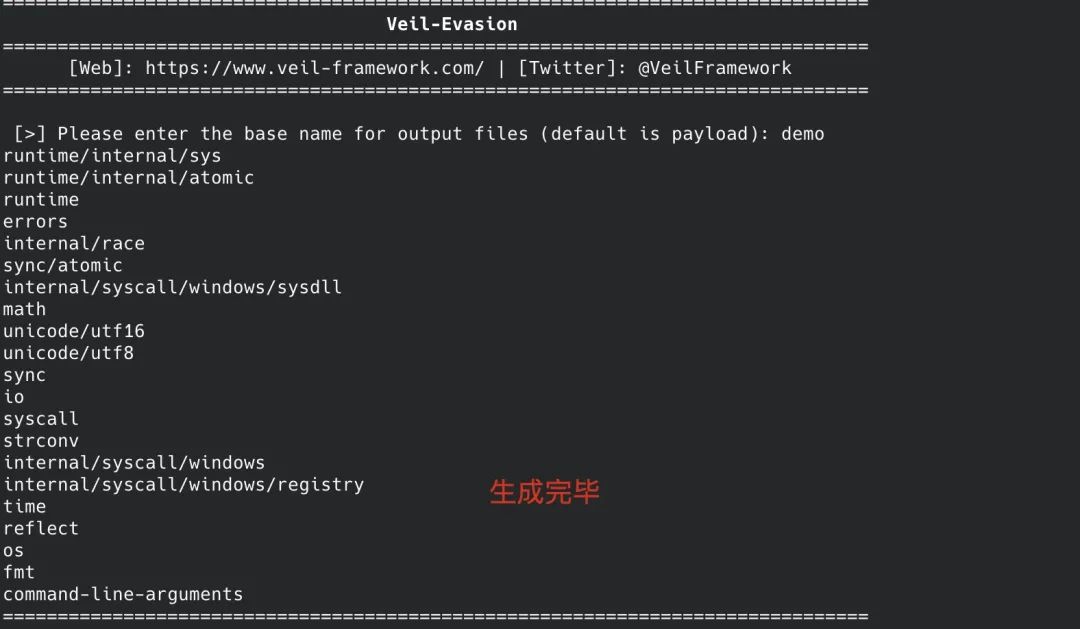 ================================================================================
Veil-Evasion
================================================================================
[Web]: https://www.veil-framework.com/ | [Twitter]: @VeilFramework
================================================================================
[>] Please enter the base name for output files (default is payload): demo
runtime/internal/sys
runtime/internal/atomic
runtime
errors
internal/race
sync/atomic
internal/syscall/windows/sysdll
math
unicode/utf16
unicode/utf8
sync
io
syscall
strconv
internal/syscall/windows
internal/syscall/windows/registry
生成完毕
time
reflect
os
fmt
command-line-arguments
================================================================================